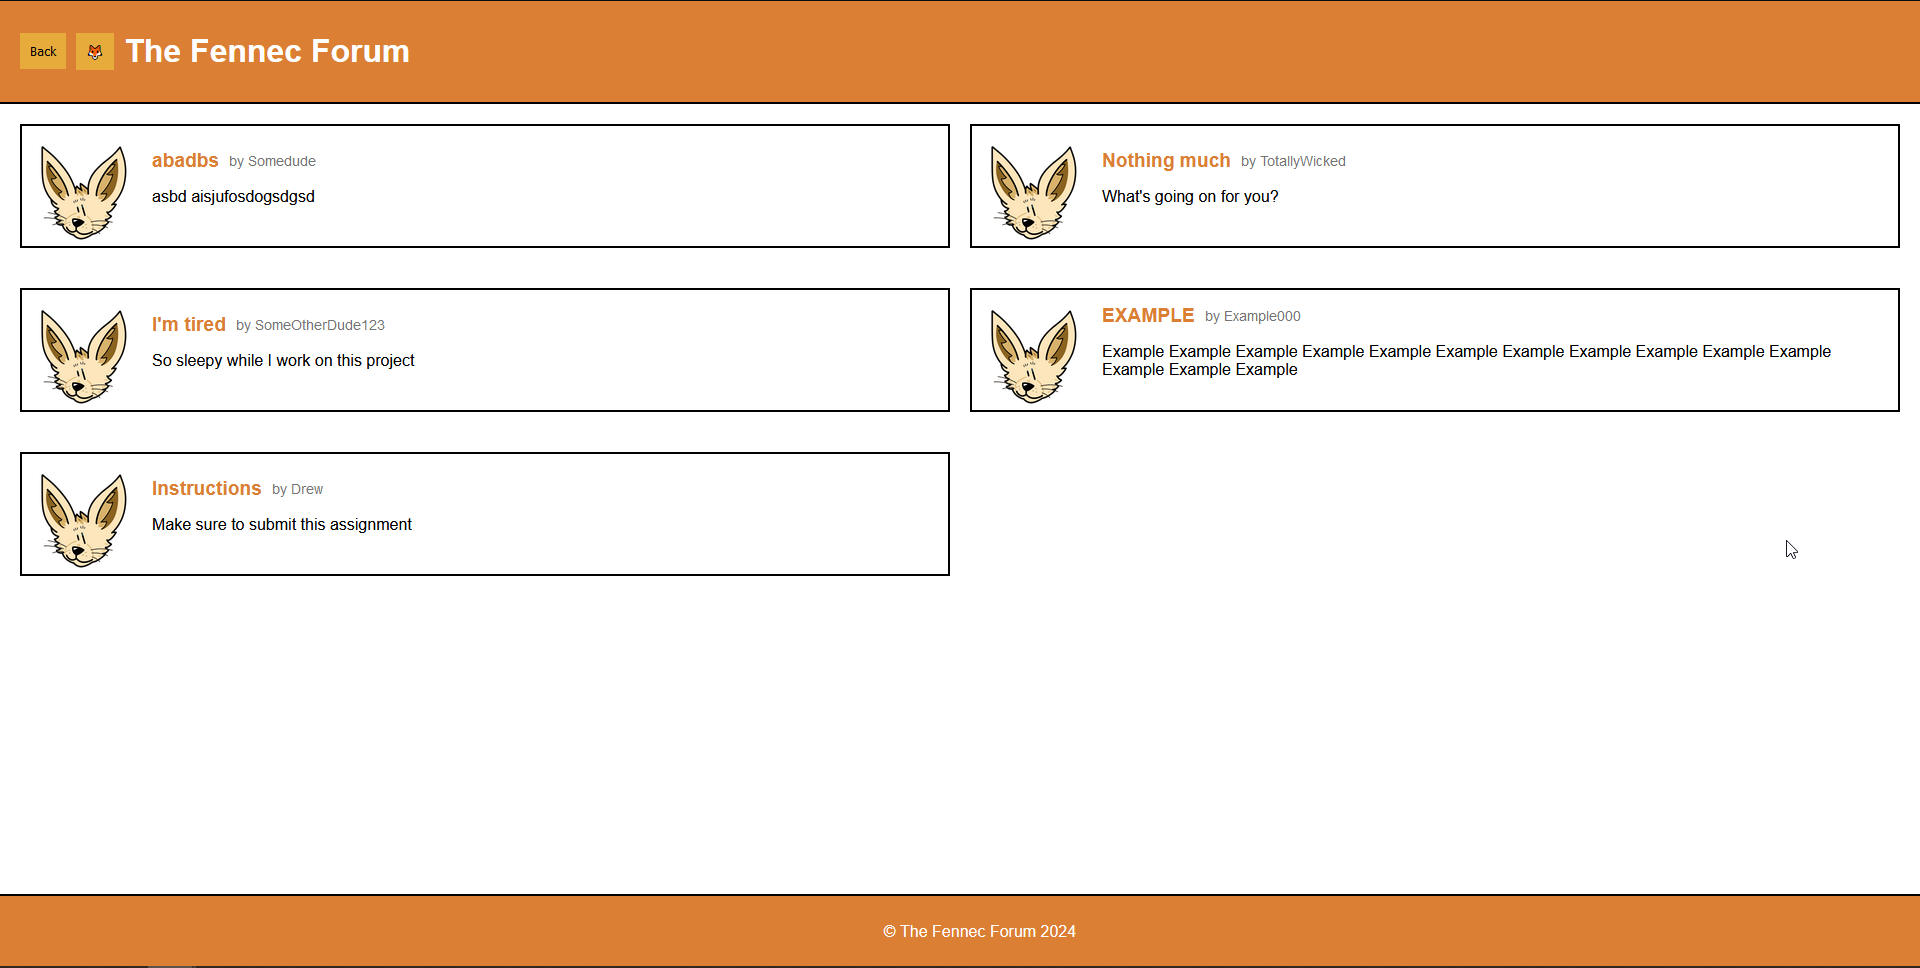 Back
The Fennec Forum
abadbs by Somedude
asbd aisjufosdogsdgsd
Nothing much by TotallyWicked
What's going on for you?
I'm tired by SomeOtherDude123
So sleepy while I work on this project
EXAMPLE by Example000
Example Example Example Example Example Example Example Example Example Example Example
Example Example Example
Instructions by Drew
Make sure to submit this assignment
© The Fennec Forum 2024